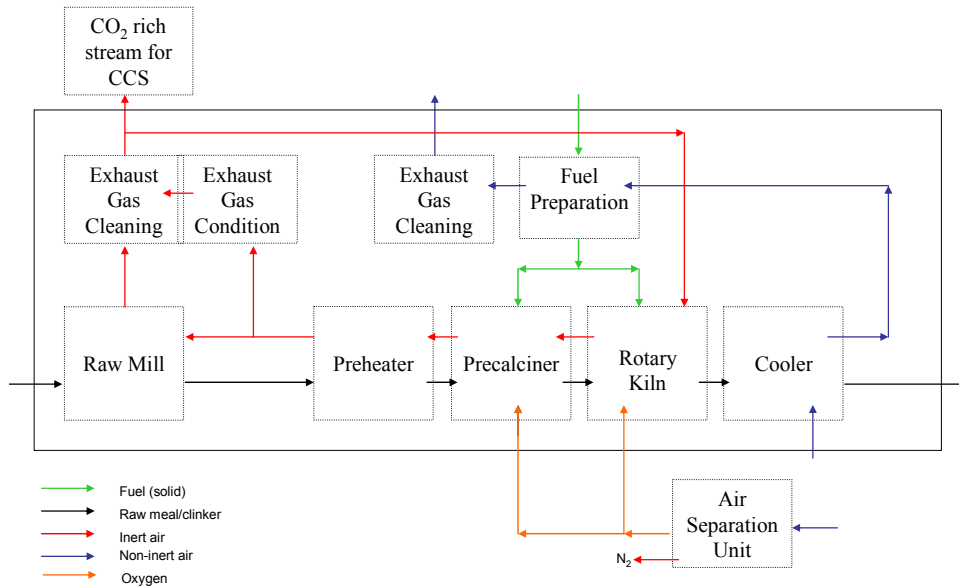 CO₂ rich
stream for
CCS
Exhaust
Gas
Cleaning
Exhaust
Gas
Condition
Exhaust
Gas
Cleaning
Fuel
Preparation
Raw Mill
Preheater
Precalciner
Rotary
Kiln
Cooler
Fuel (solid)
Raw meal/clinker
Inert air
Non-inert air
Oxygen
N₂
Air
Separation
Unit